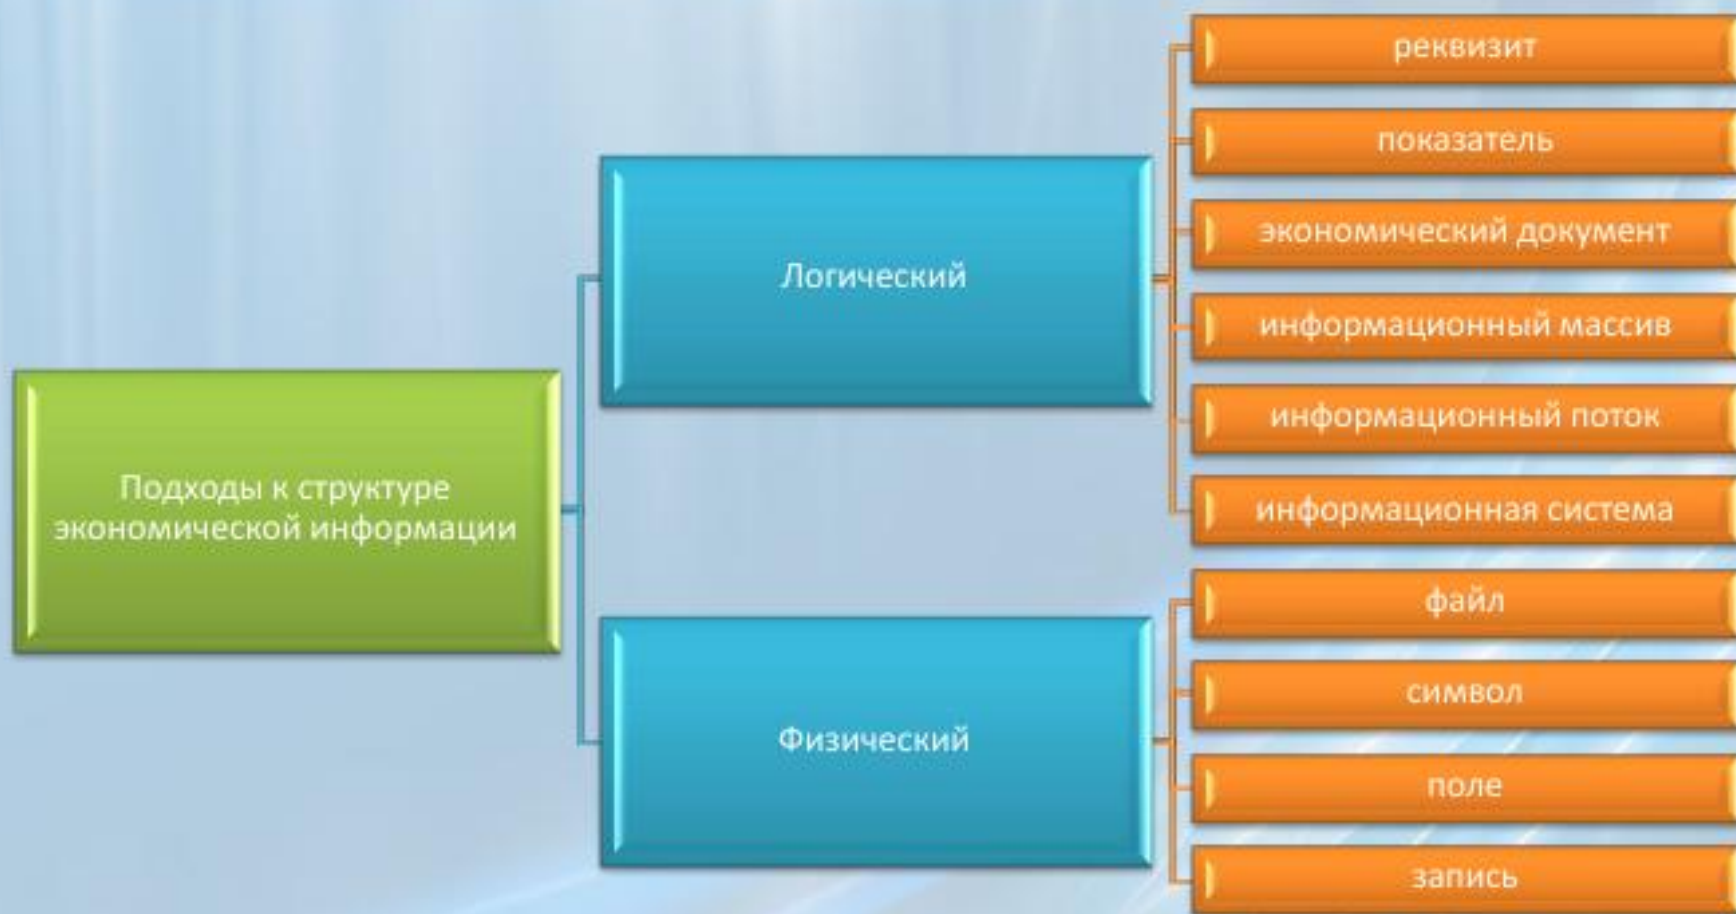 Подходы к структуре
экономической информации
Логический
реквизит
показатель
экономический документ
информационный массив
информационный поток
информационная система
Физический
файл
символ
поле
запись